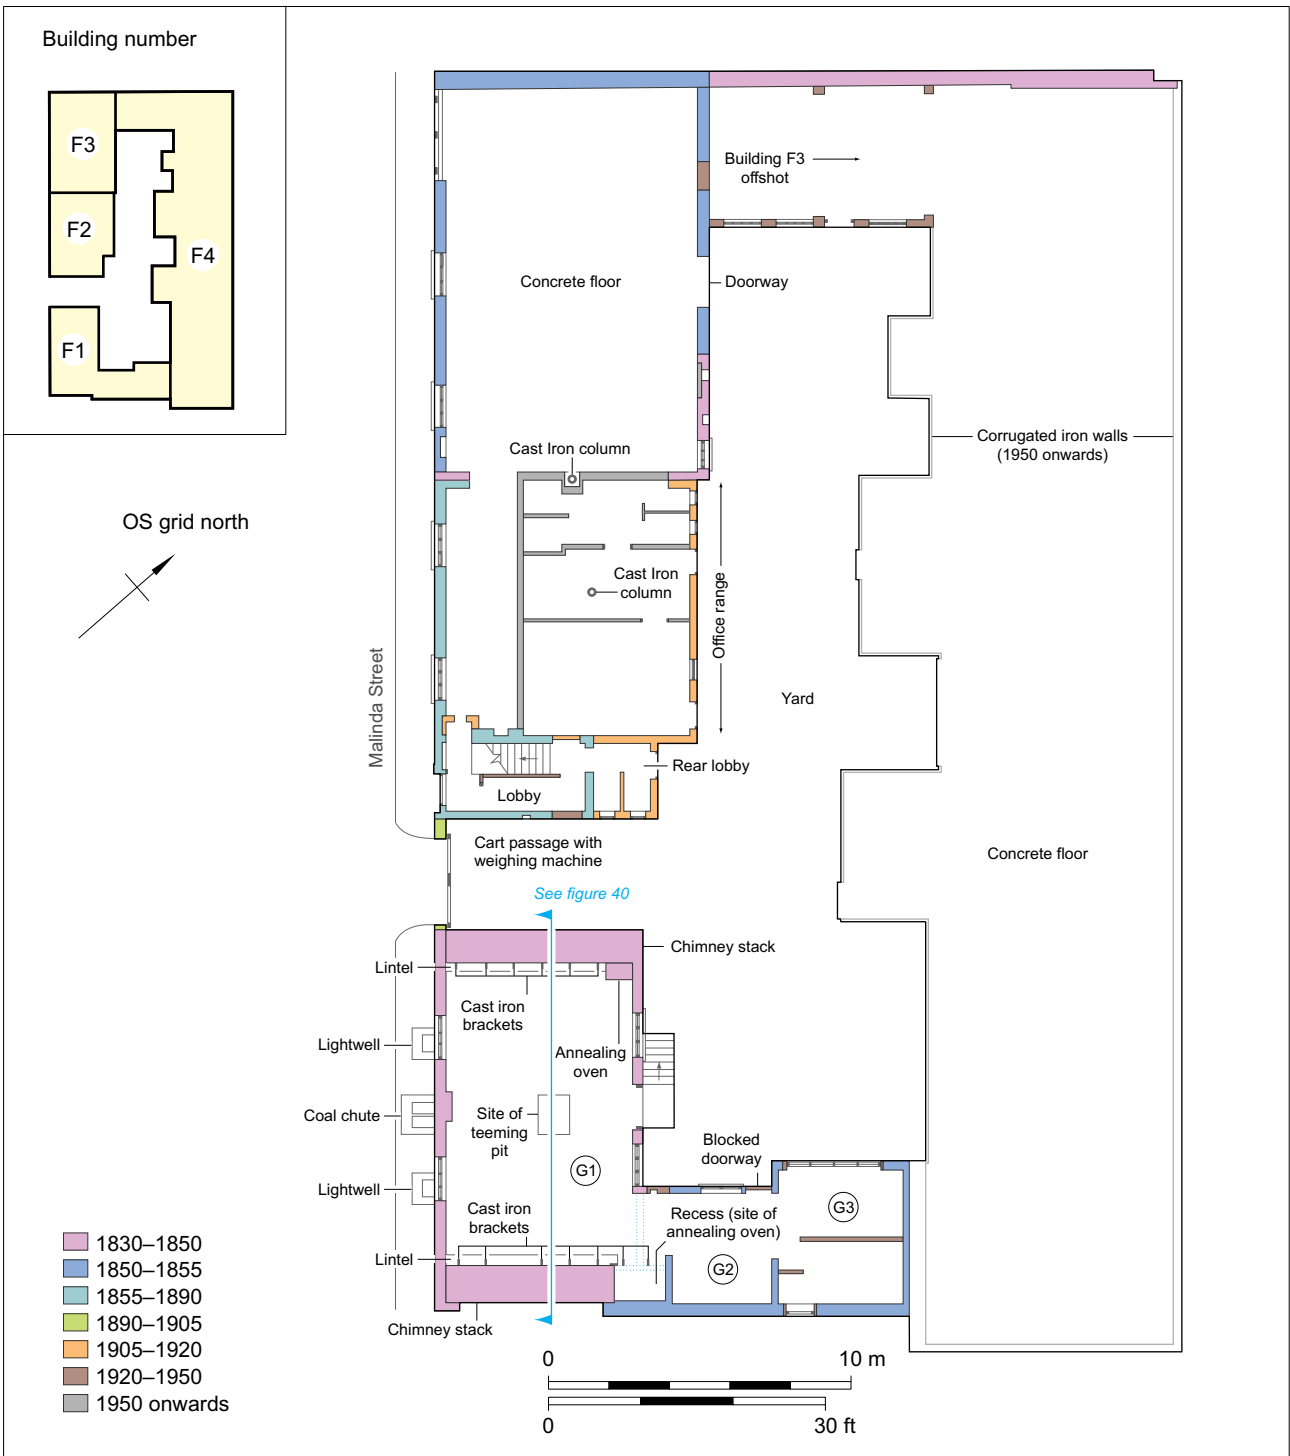 Building number
F3
F2
F4
F1
OS grid north
Malinda Street
Building F3
offshot
Concrete floor
Doorway
Cast Iron column
Corrugated iron walls
(1950 onwards)
Cast Iron
column
Office range
Yard
Rear lobby
Lobby
Cart passage with
weighing machine
Concrete floor
See figure 40
Chimney stack
Lintel
Cast iron
brackets
Lightwell
Annealing
oven
Coal chute
Site of
teeming
pit
Blocked
doorway
G1
Lightwell
Cast iron
brackets
Recess (site of
annealing oven)
G3
Lintel
G2
Chimney stack
1830–1850
1850–1855
1855–1890
1890–1905
1905–1920
1920–1950
1950 onwards
0
10 m
0
30 ft